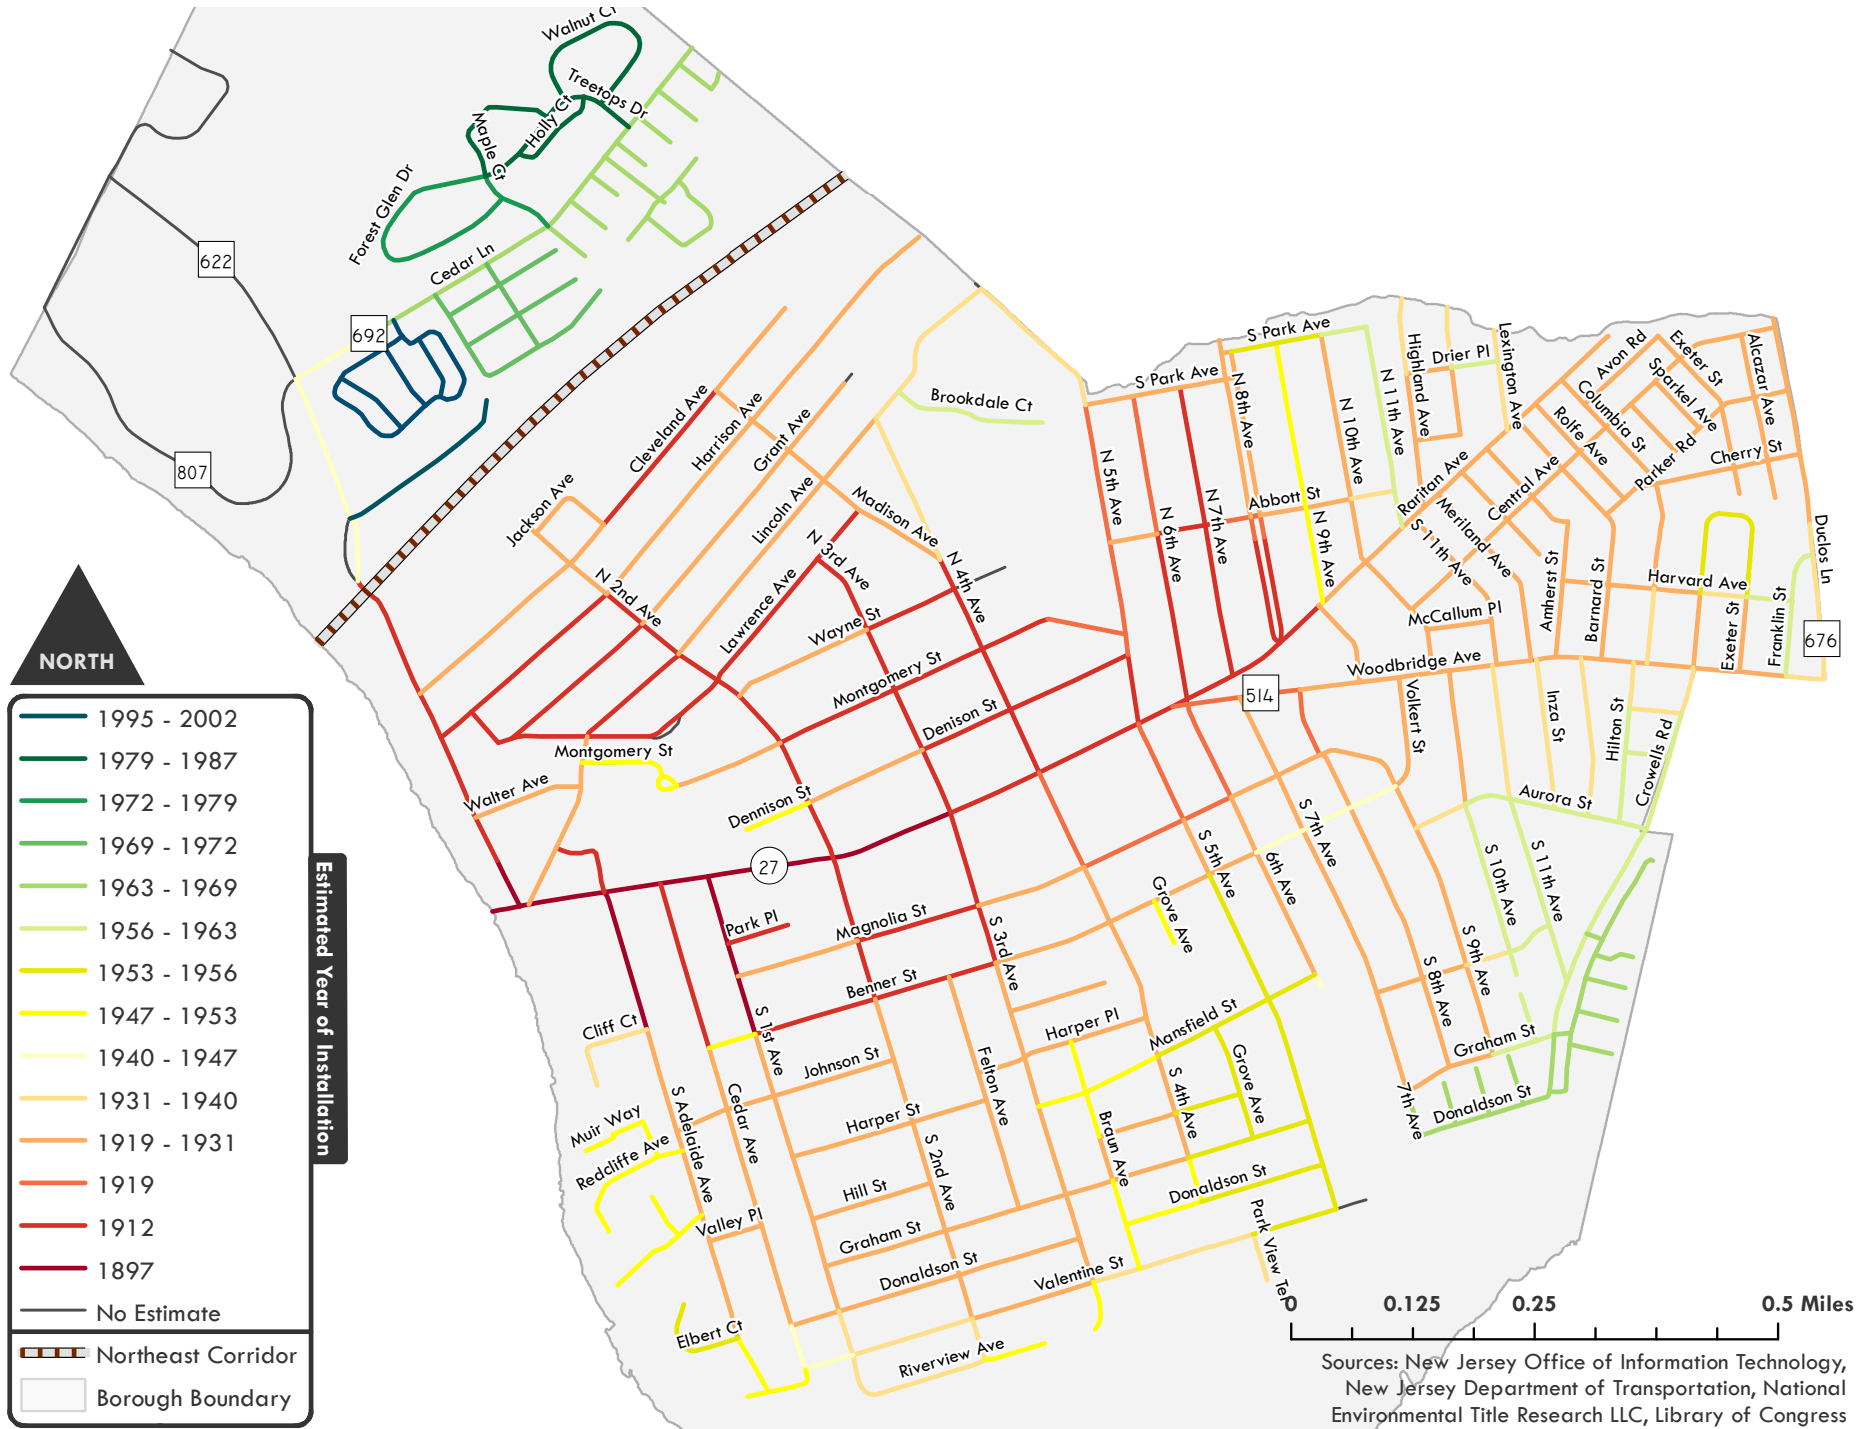 Walnut Ct
Treetops Dr
Holly Ct
Maple Ct
Forest Glen Dr
Cedar Ln
622
692
807
Brookdale Ct
Cleveland Ave
Harrison Ave
Grant Ave
Jackson Ave
Lincoln Ave
Madison Ave
N 2nd Ave
N 3rd Ave
Lawrence Ave
N 4th Ave
Wayne St
Montgomery St
Denison St
Montgomery St
Walter Ave
Dennison St
27
S Park Ave
S Park Ave
N 5th Ave
N 6th Ave
N 7th Ave
N 8th Ave
N 9th Ave
N 10th Ave
N 11th Ave
Abbott St
Highland Ave
Drier Pl
Lexington Ave
Avon Rd
Exeter St
Alcazar Ave
Sparkel Ave
Columbia St
Rolfe Ave
Parker Rd
Cherry St
Raritan Ave
Central Ave
Meriland Ave
S 11th Ave
Amherst St
Barnard St
Harvard Ave
Duclos Ln
Franklin St
Exeter St
676
McCallum Pl
Woodbridge Ave
514
Volkert St
Inza St
Hilton St
Crowells Rd
Aurora St
S 5th Ave
6th Ave
S 7th Ave
S 10th Ave
S 11th Ave
S 9th Ave
S 8th Ave
Grove Ave
Park Pl
Magnolia St
S 3rd Ave
Benner St
S 1st Ave
Cliff Ct
Johnson St
Harper Pl
Mansfield St
Graham St
Felton Ave
S 4th Ave
Grove Ave
7th Ave
Donaldson St
Muir Way
Redcliffe Ave
S Adelaide Ave
Cedar Ave
Harper St
S 2nd Ave
Braun Ave
Hill St
Donaldson St
Valley Pl
Graham St
Donaldson St
Valentine St
Park View Ter
Elbert Ct
Riverview Ave
NORTH
1995 - 2002
1979 - 1987
1972 - 1979
1969 - 1972
1963 - 1969
1956 - 1963
1953 - 1956
1947 - 1953
1940 - 1947
1931 - 1940
1919 - 1931
1919
1912
1897
No Estimate
Northeast Corridor
Borough Boundary
Estimated Year of Installation
0 0.125 0.25 0.5 Miles
Sources: New Jersey Office of Information Technology,
New Jersey Department of Transportation, National
Environmental Title Research LLC, Library of Congress